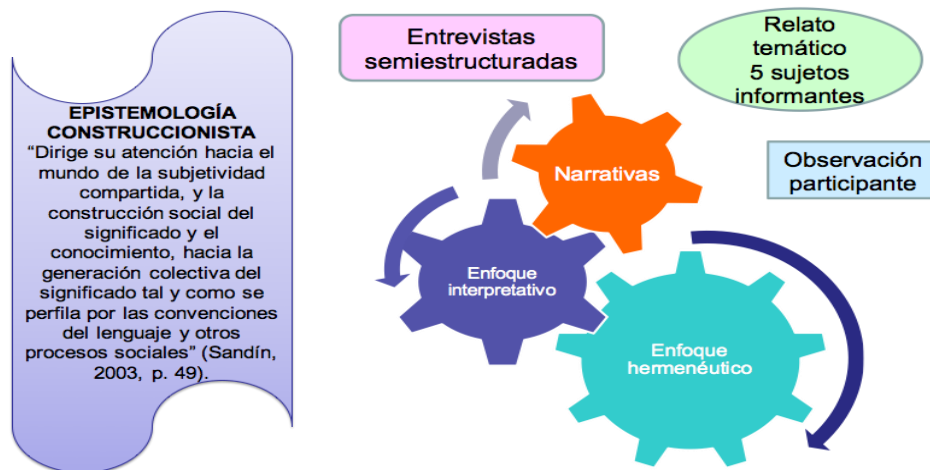 EPISTEMOLOGÍA
CONSTRUCCIONISTA
“Dirige su atención hacia el
mundo de la subjetividad
compartida, y la
construcción social del
significado y el
conocimiento, hacia la
generación colectiva del
significado tal y como se
perfila por las convenciones
del lenguaje y otros
procesos sociales” (Sandín,
2003, p. 49).
Entrevistas
semiestructuradas
Relato
temático
5 sujetos
informantes
Narrativas
Observación
participante
Enfoque
interpretativo
Enfoque
hermenéutico